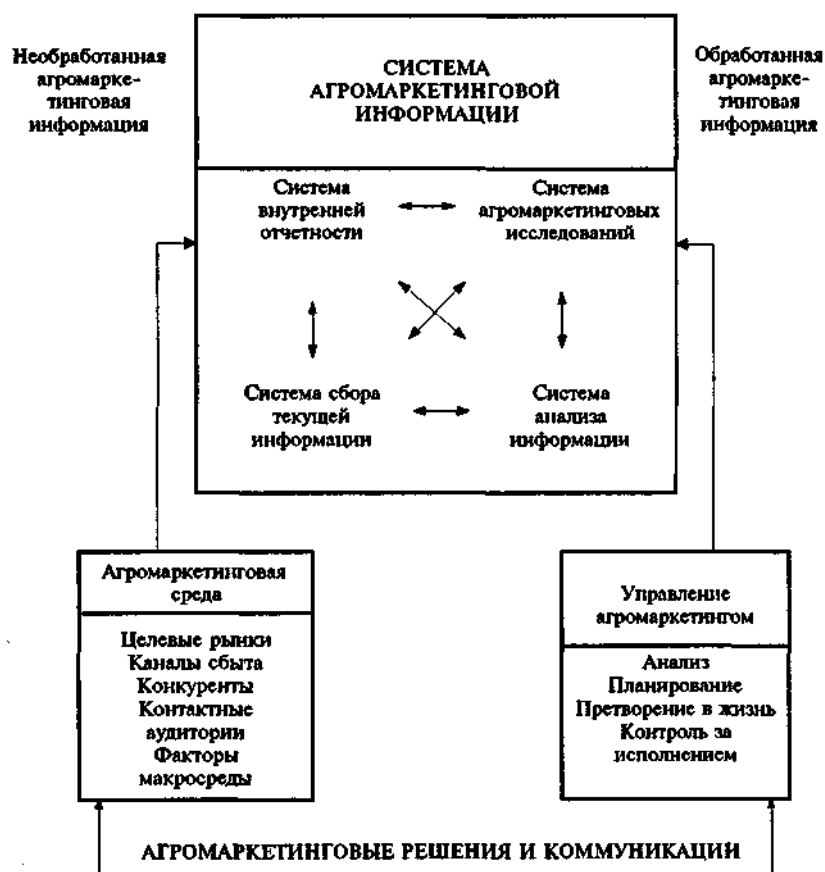 Необработанная
агромарке-
тинговая
информация
СИСТЕМА
АГРОМАРКЕТИНГОВОЙ
ИНФОРМАЦИИ
Обработанная
агромарке-
тинговая
информация
Система
внутренней
отчетности
Система
агромаркетинговых
исследований
Система сбора
текущей
информации
Система
анализа
информации
Агромаркетинговая
среда
Целевые рынки
Каналы сбыта
Конкуренты
Контактные
аудитории
Факторы
макросреды
Управление
агромаркетингом
Анализ
Планирование
Претворение в жизнь
Контроль за
исполнением
АГРОМАРКЕТИНГОВЫЕ РЕШЕНИЯ И КОММУНИКАЦИИ